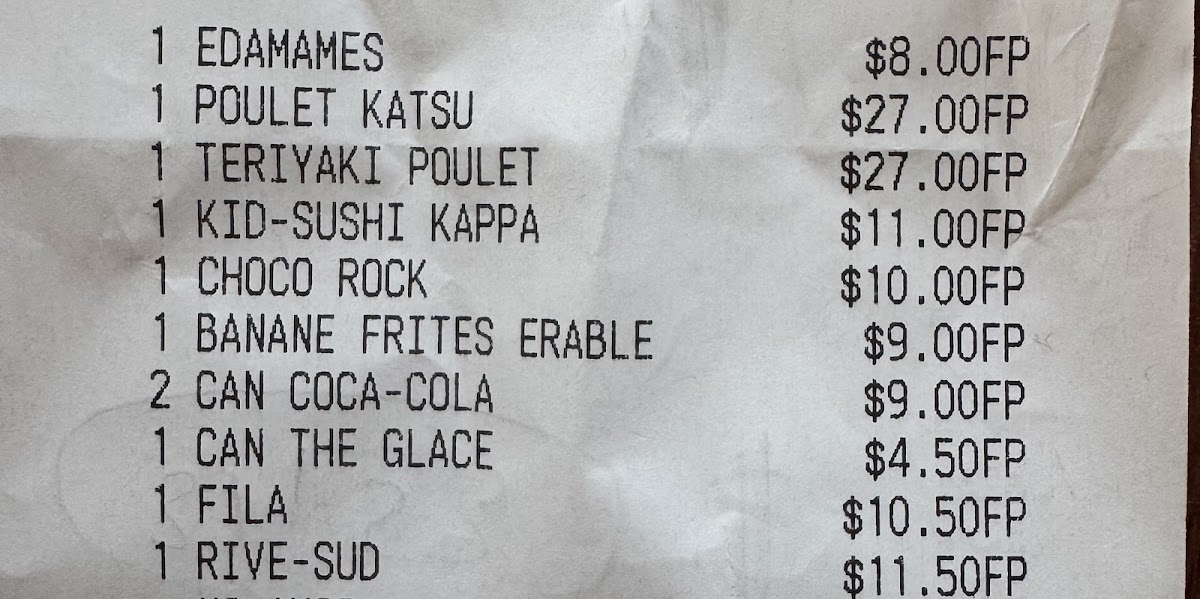 1 EDAMAMES $8.00FP
1 POULET KATSU $27.00FP
1 TERIYAKI POULET $27.00FP
1 KID-SUSHI KAPPA $11.00FP
1 CHOCO ROCK $10.00FP
1 BANANE FRITES ERABLE $9.00FP
2 CAN COCA-COLA $9.00FP
1 CAN THE GLACE $4.50FP
1 FILA $10.50FP
1 RIVE-SUD $11.50FP